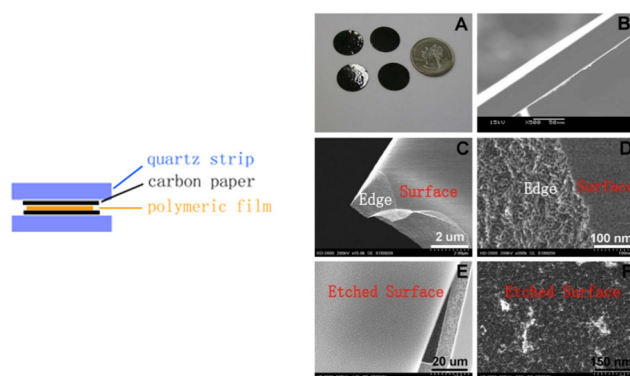 quartz strip
carbon paper
polymeric film
A
B
15kV X500 50um
C
Edge
Surface
2 um
D
Edge
Surface
100 nm
E
Etched Surface
20 um
F
Etched Surface
150 nm